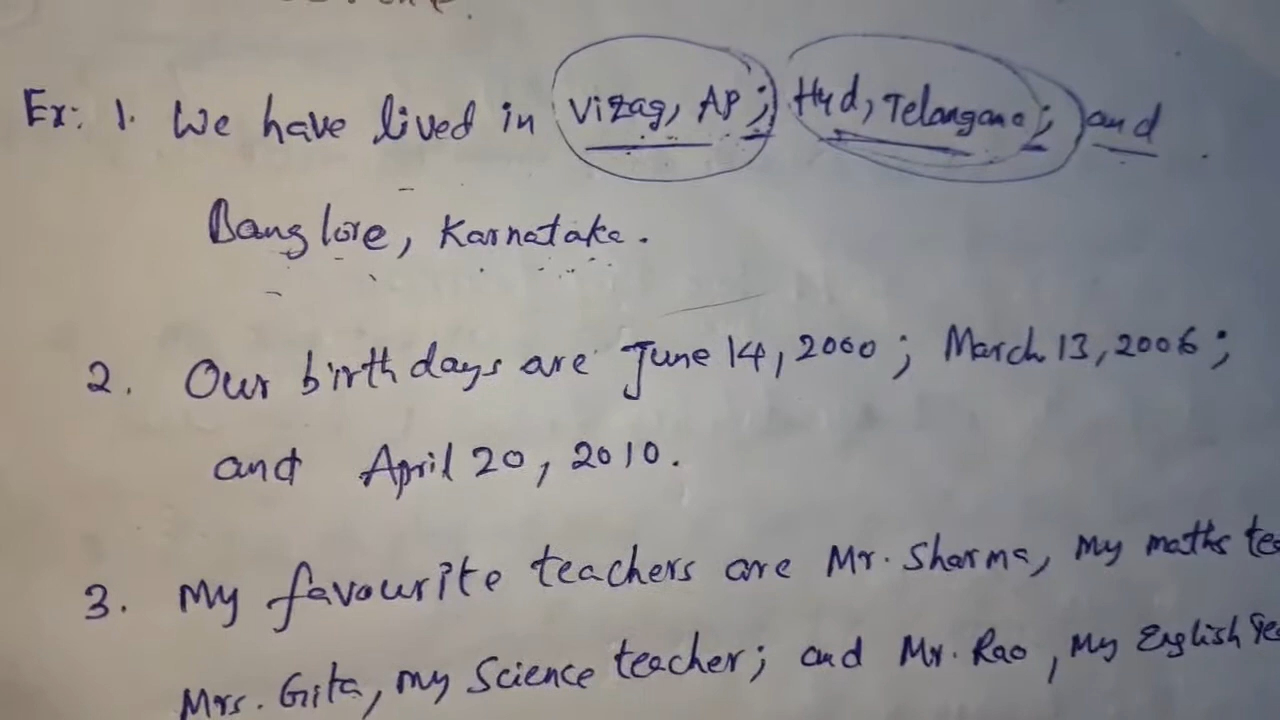 Ex: 1. We have lived in Vizag, AP; Hyd, Telangana; and
Banglore, Karnataka.
2. Our birthdays are June 14, 2000; March 13, 2006;
and April 20, 2010.
3. My favourite teachers are Mr. Sharma, my maths
Mrs. Gita, my Science teacher; and Mr. Rao, my English